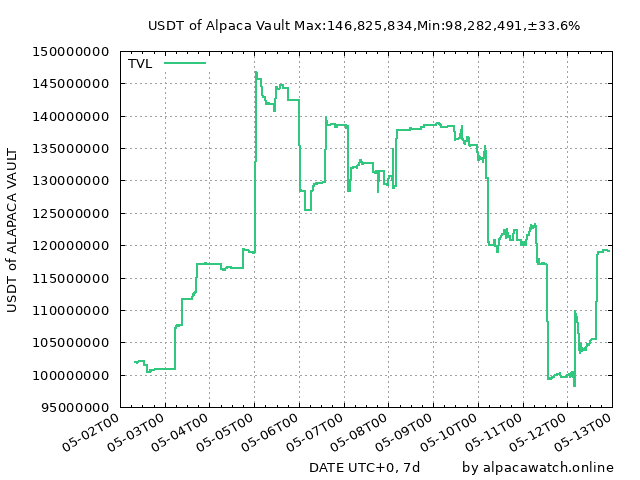 USDT of Alpaca Vault Max:146,825,834,Min:98,282,491,±33.6%
TVL
150000000
145000000
140000000
135000000
130000000
125000000
120000000
115000000
110000000
105000000
100000000
95000000
USDT of ALAPACA VAULT
05-02T00
05-03T00
05-04T00
05-05T00
05-06T00
05-07T00
05-08T00
05-09T00
05-10T00
05-11T00
05-12T00
05-13T00
DATE UTC+0, 7d by alpacawatch.online